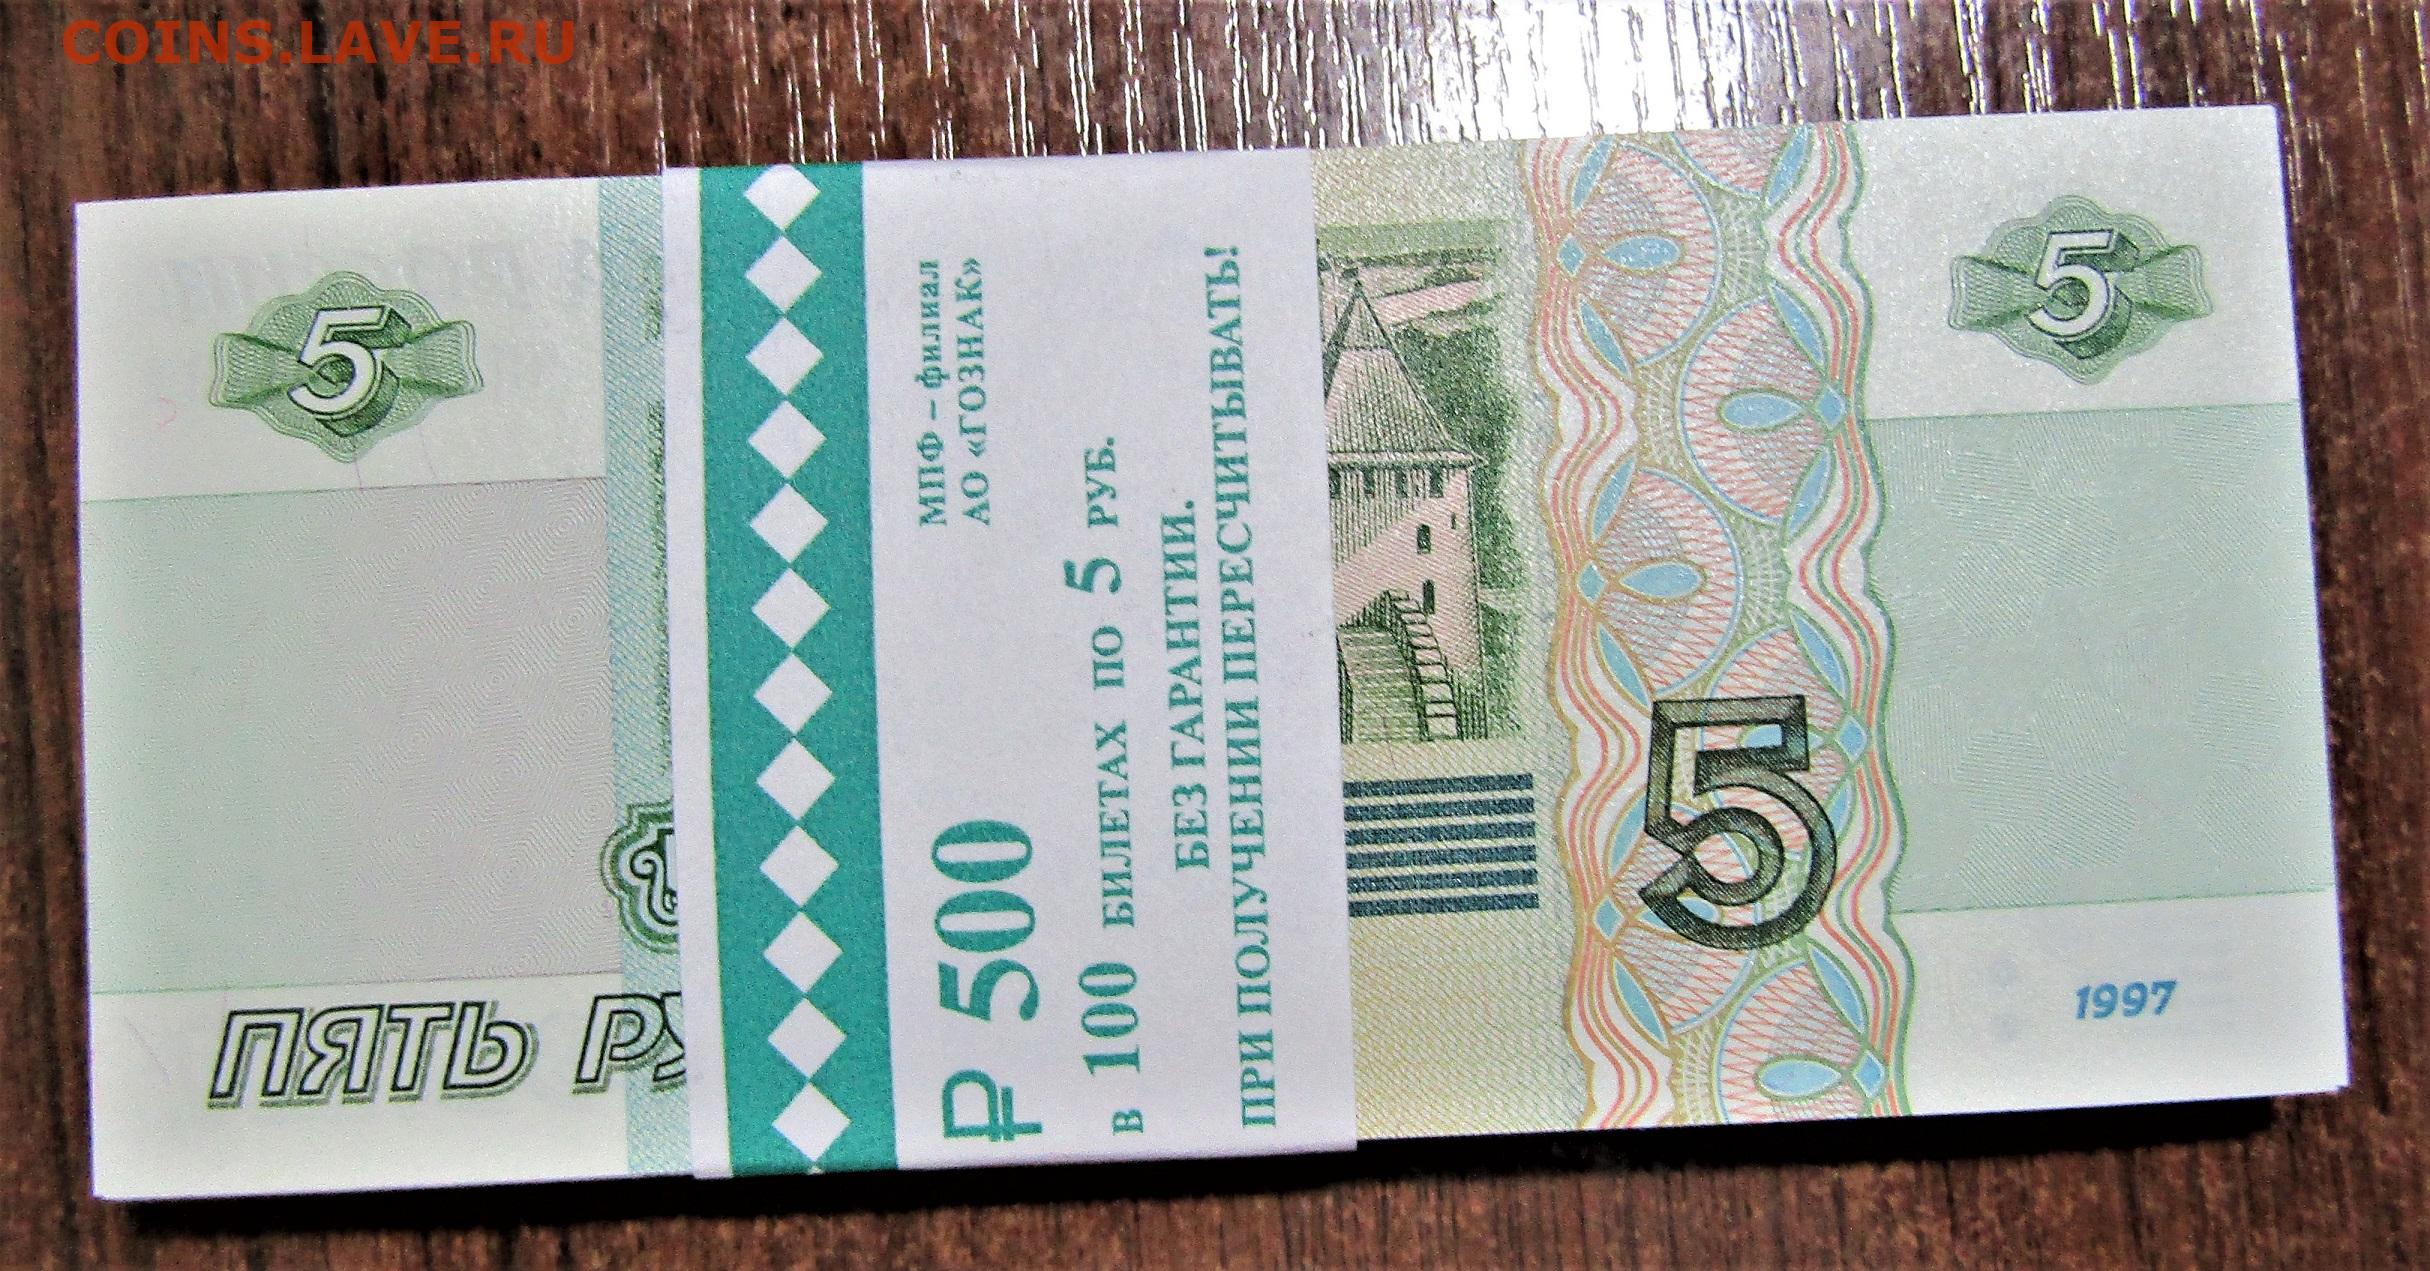 COINS.LAVE.RU
5
ПЯТЬ
МПФ – филиал
АО «ГОЗНАК»
₽ 500
в 100 БИЛЕТАХ ПО 5 РУБ.
БЕЗ ГАРАНТИИ.
ПРИ ПОЛУЧЕНИИ ПЕРЕСЧИТЫВАТЬ!
5
5
1997